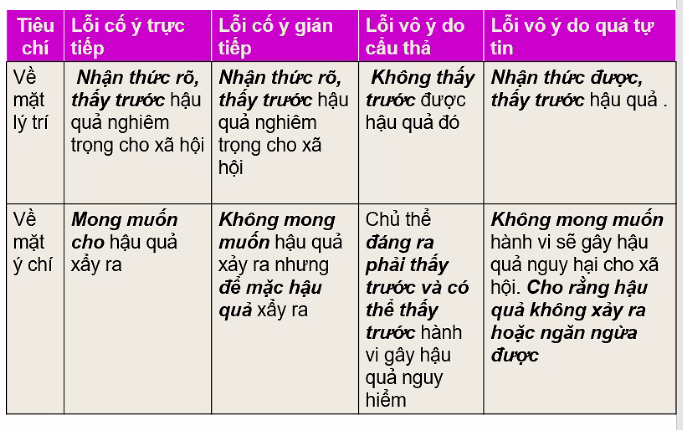 Tiêu chí
Lỗi cố ý trực tiếp
Lỗi cố ý gián tiếp
Lỗi vô ý do cẩu thả
Lỗi vô ý do quá tự tin
Về mặt lý trí
Nhận thức rõ,
thấy trước hậu
quả nghiêm
trọng cho xã hội
Nhận thức rõ,
thấy trước hậu
quả nghiêm
trọng cho xã
hội
Không thấy
trước được
hậu quả đó
Nhận thức được,
thấy trước hậu quả .
Về
mặt
ý chí
Mong muốn
cho hậu quả
xẩy ra
Không mong
muốn hậu quả
xảy ra nhưng
để mặc hậu
quả xẩy ra
Chủ thể
đáng ra
phải thấy
trước và có
thể thấy
trước hành
vi gây hậu
quả nguy
hiểm
Không mong muốn
hành vi sẽ gây hậu
quả nguy hại cho xã
hội. Cho rằng hậu
quả không xảy ra
hoặc ngăn ngừa
được